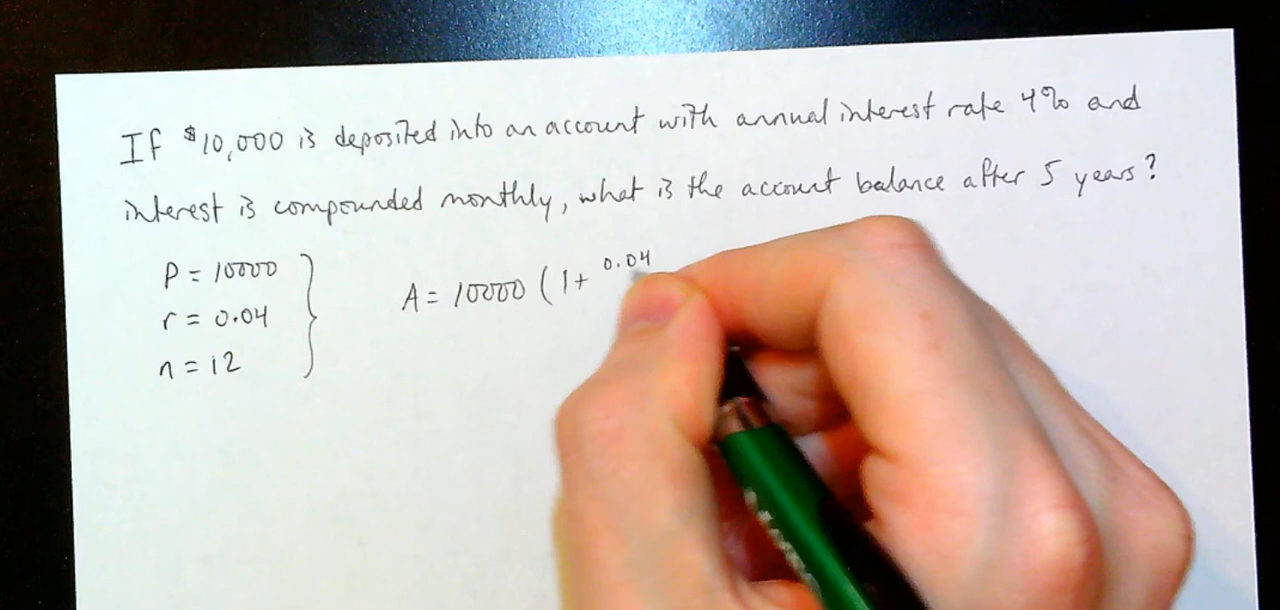 If $10,000 is deposited into an account with annual interest rate 4% and
interest is compounded monthly, what is the account balance after 5 years?
P = 10000
r = 0.04
n = 12
A = 10000 (1+ 0.04